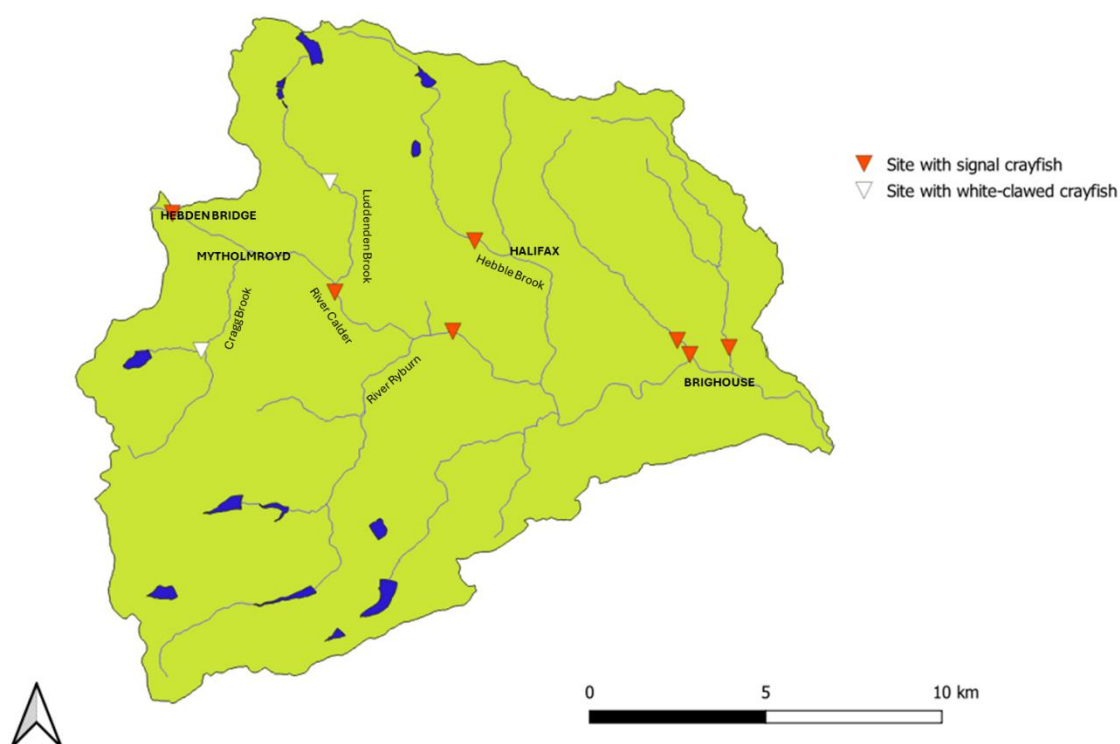 Site with signal crayfish
Site with white-clawed crayfish
HEBDEN BRIDGE
Luddenden Brook
MYTHOLMROYD
HALIFAX
Hebble Brook
Cragg Brook
River Calder
River Ryburn
BRIGHOUSE
0 5 10 km